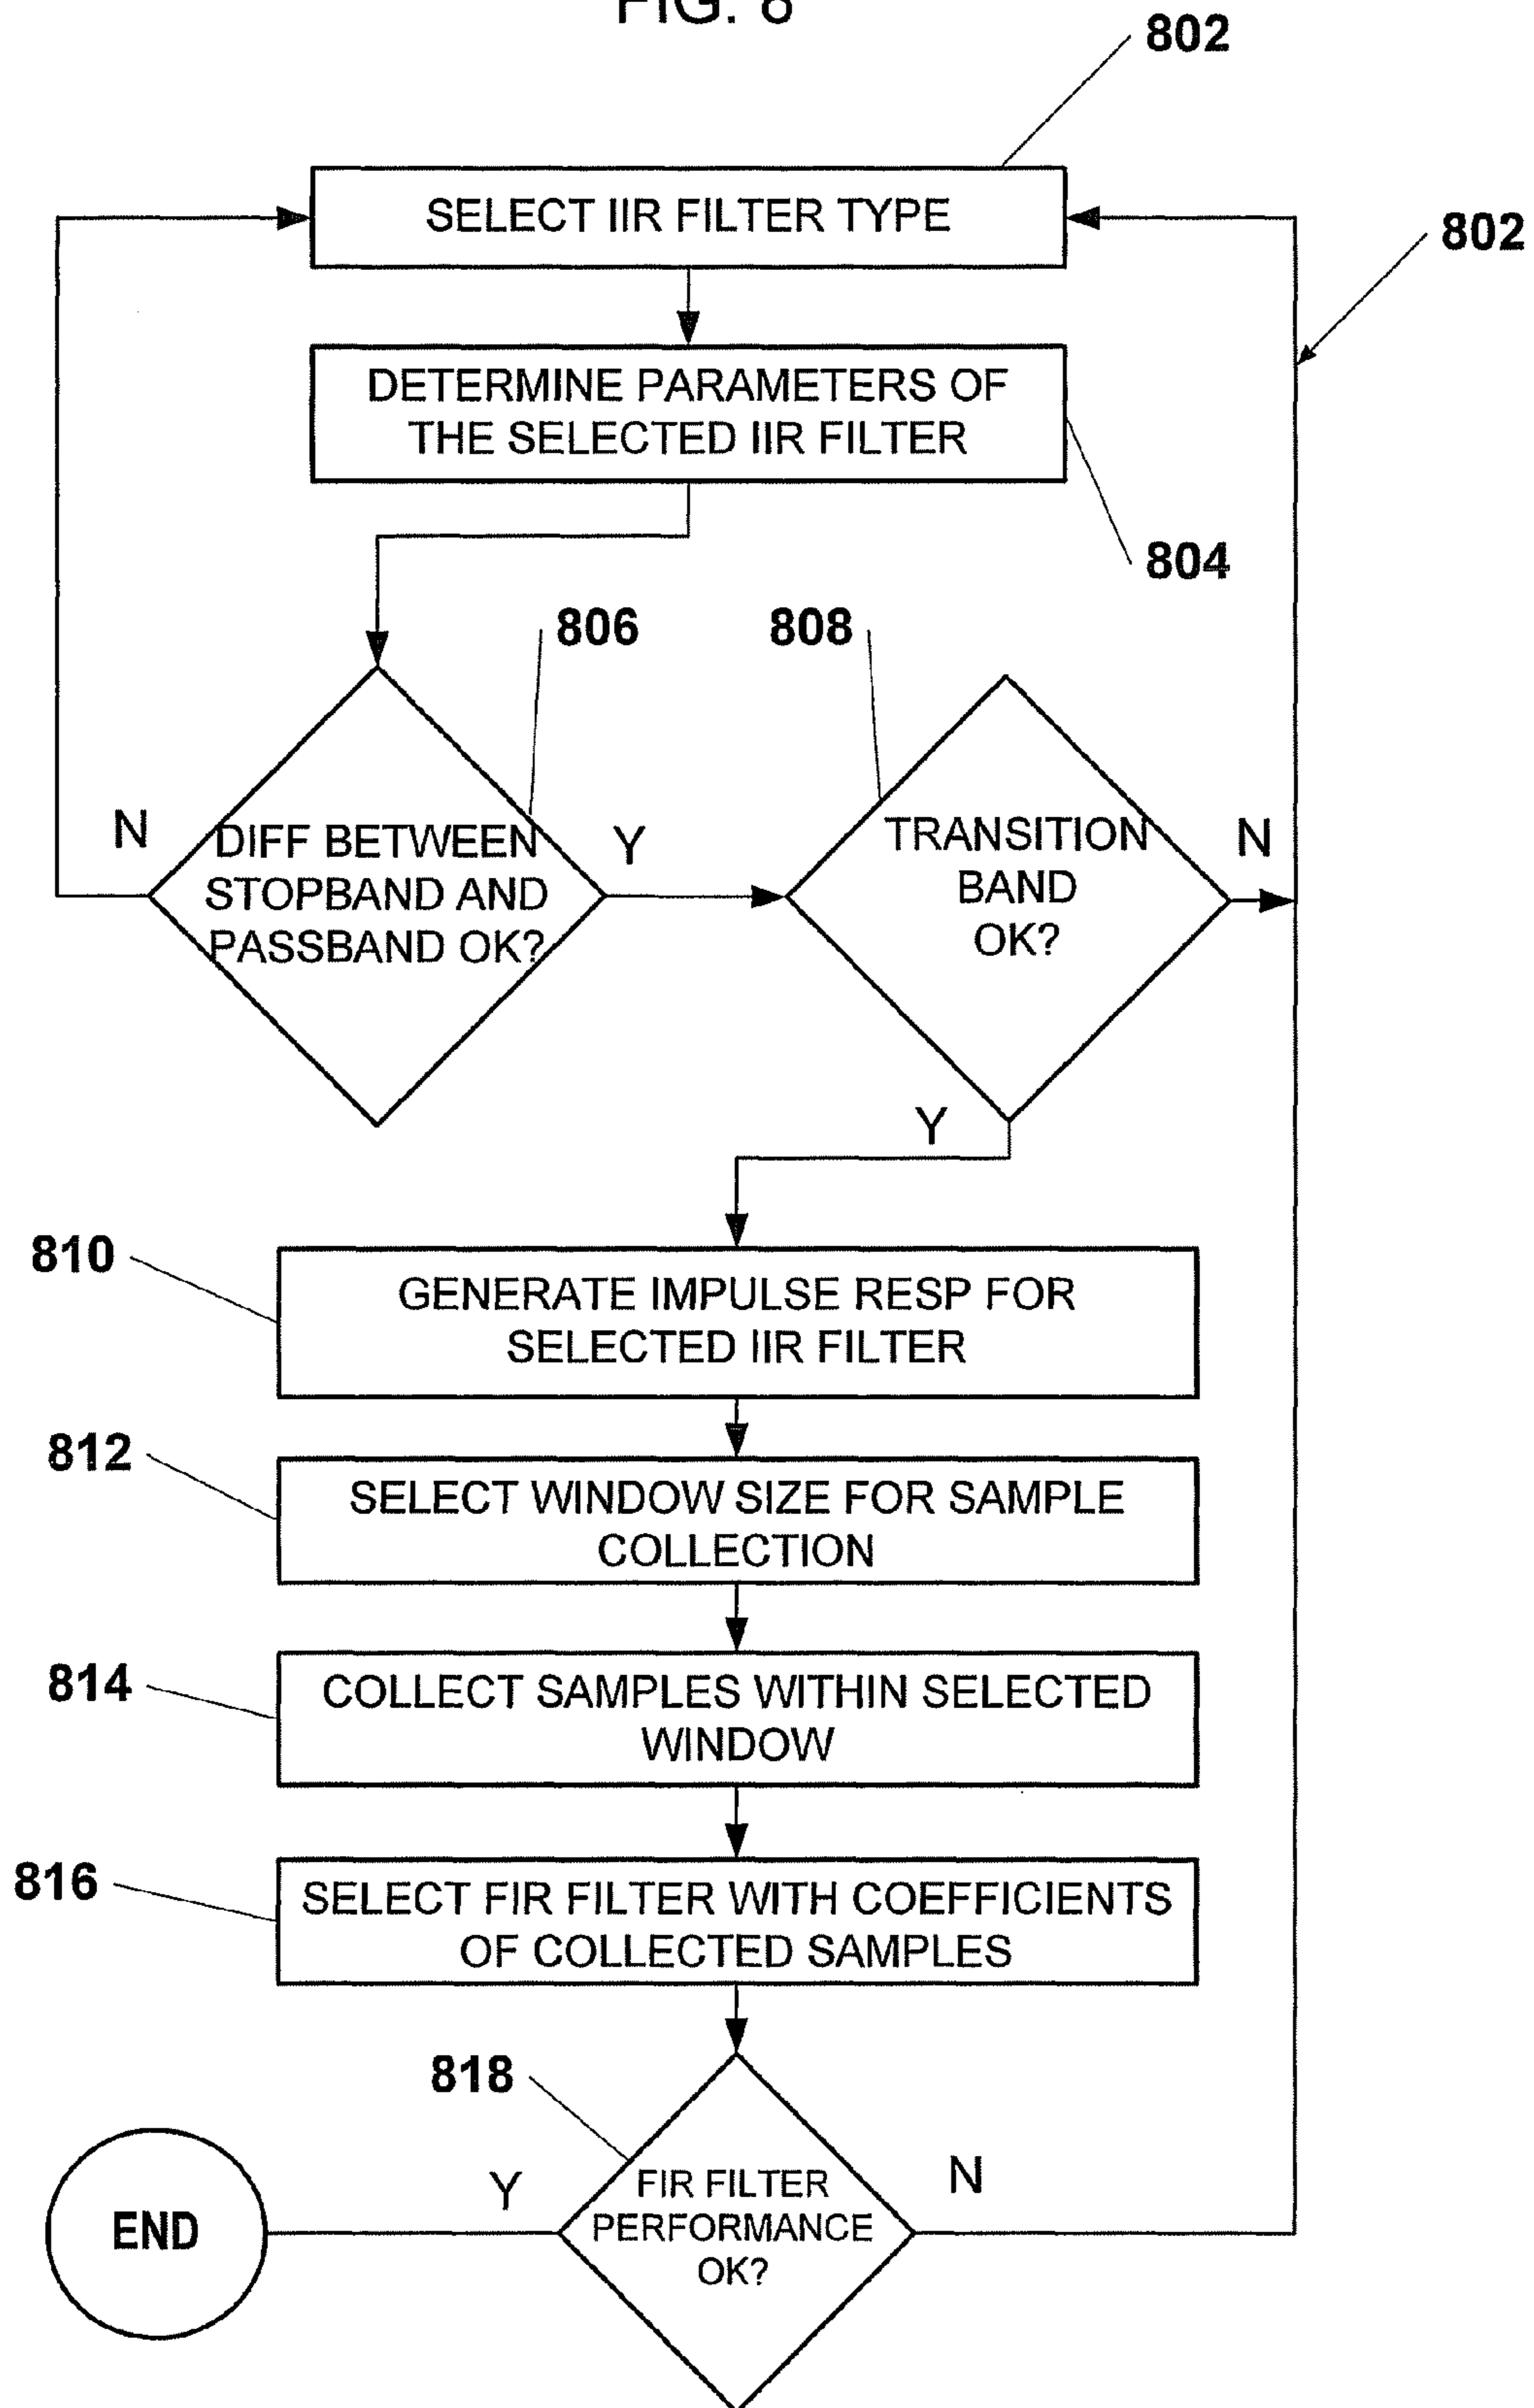 FIG. 8
802
SELECT IIR FILTER TYPE
802
DETERMINE PARAMETERS OF
THE SELECTED IIR FILTER
804
806
808
N
DIFF BETWEEN
STOPBAND AND
PASSBAND OK?
Y
TRANSITION
BAND
OK?
N
Y
810
GENERATE IMPULSE RESP FOR
SELECTED IIR FILTER
812
SELECT WINDOW SIZE FOR SAMPLE
COLLECTION
814
COLLECT SAMPLES WITHIN SELECTED
WINDOW
816
SELECT FIR FILTER WITH COEFFICIENTS
OF COLLECTED SAMPLES
818
END
Y
FIR FILTER
PERFORMANCE
OK?
N